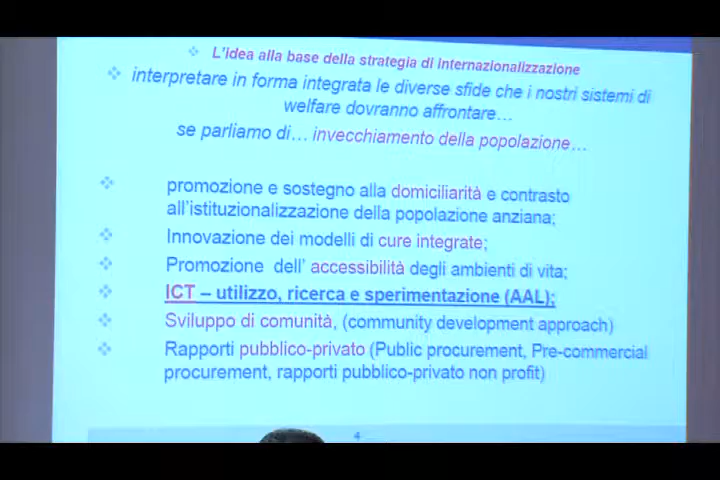 L'idea alla base della strategia di internazionalizzazione
interpretare in forma integrata le diverse sfide che i nostri sistemi di
welfare dovranno affrontare…
se parliamo di… invecchiamento della popolazione…
promozione e sostegno alla domiciliarità e contrasto
all'istituzionalizzazione della popolazione anziana;
Innovazione dei modelli di cure integrate;
Promozione dell' accessibilità degli ambienti di vita;
ICT – utilizzo, ricerca e sperimentazione (AAL);
Sviluppo di comunità, (community development approach)
Rapporti pubblico-privato (Public procurement, Pre-commercial
procurement, rapporti pubblico-privato non profit)
4